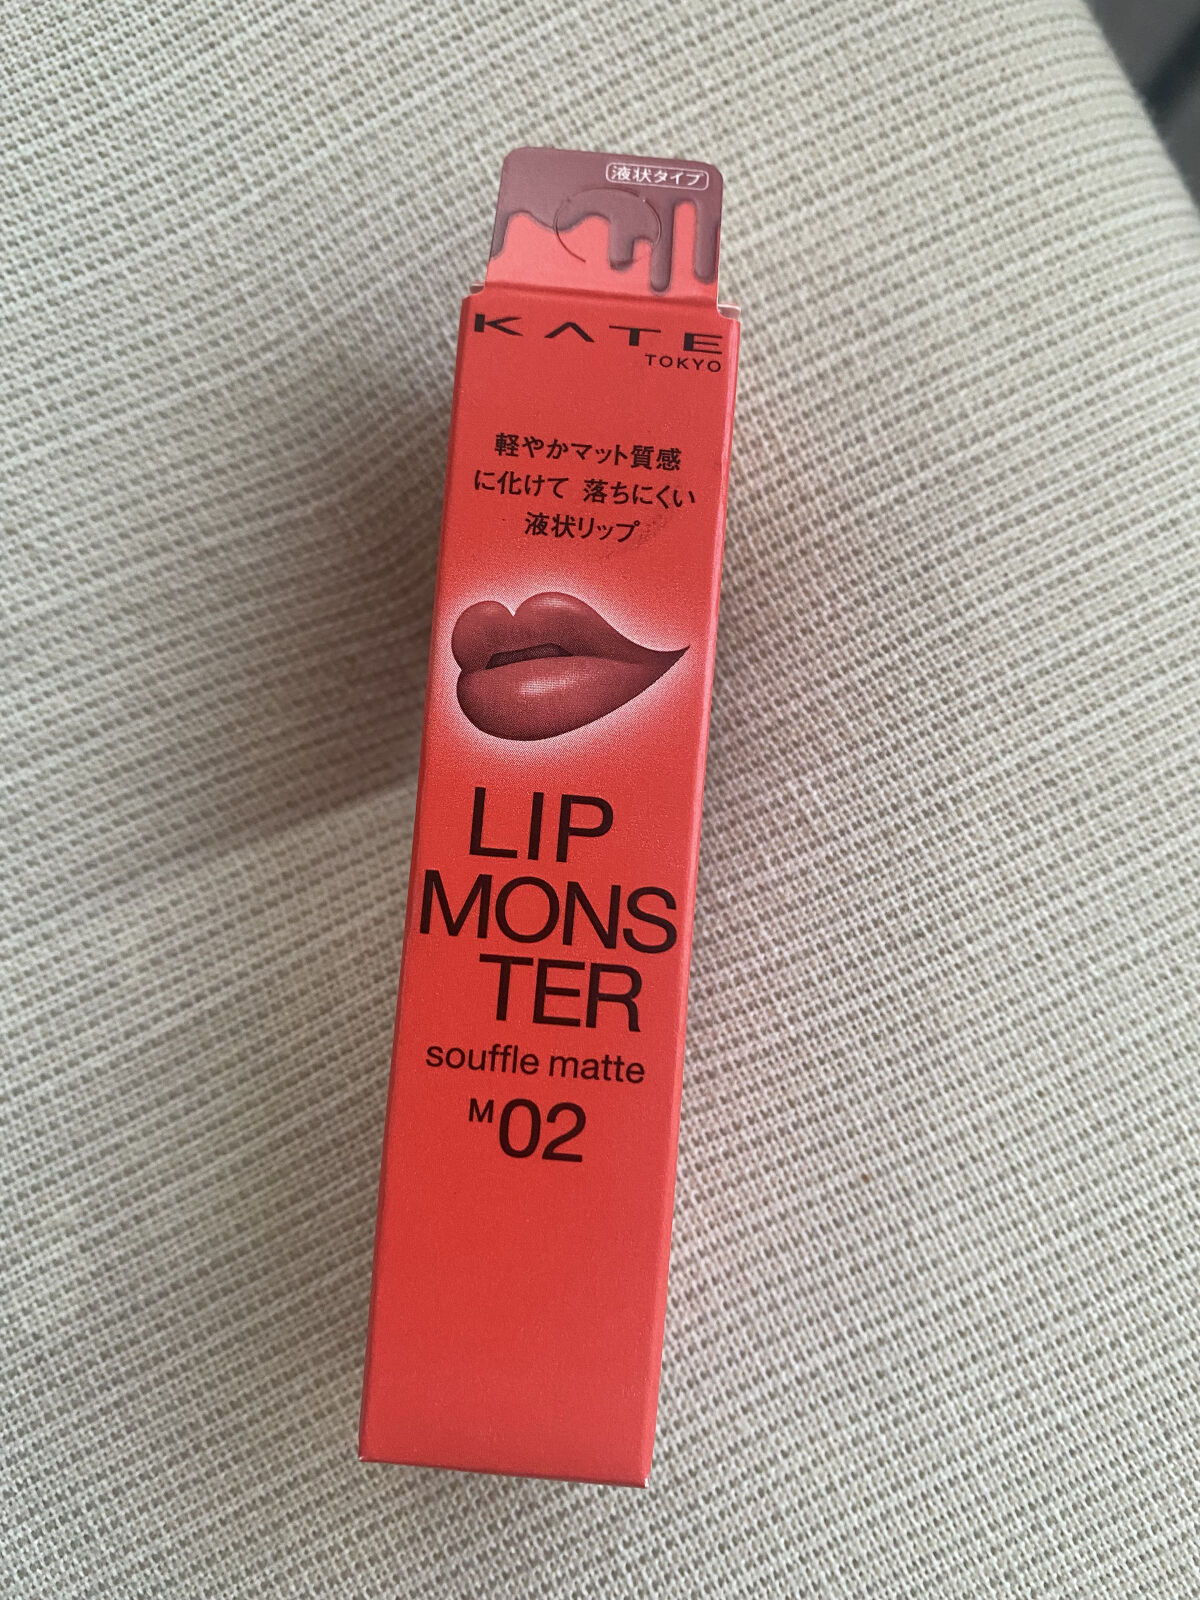 液状タイプ
KATE
TOKYO
軽やかマット質感
に化けて 落ちにくい
液状リップ
LIP
MONS
TER
souffle matte
M02